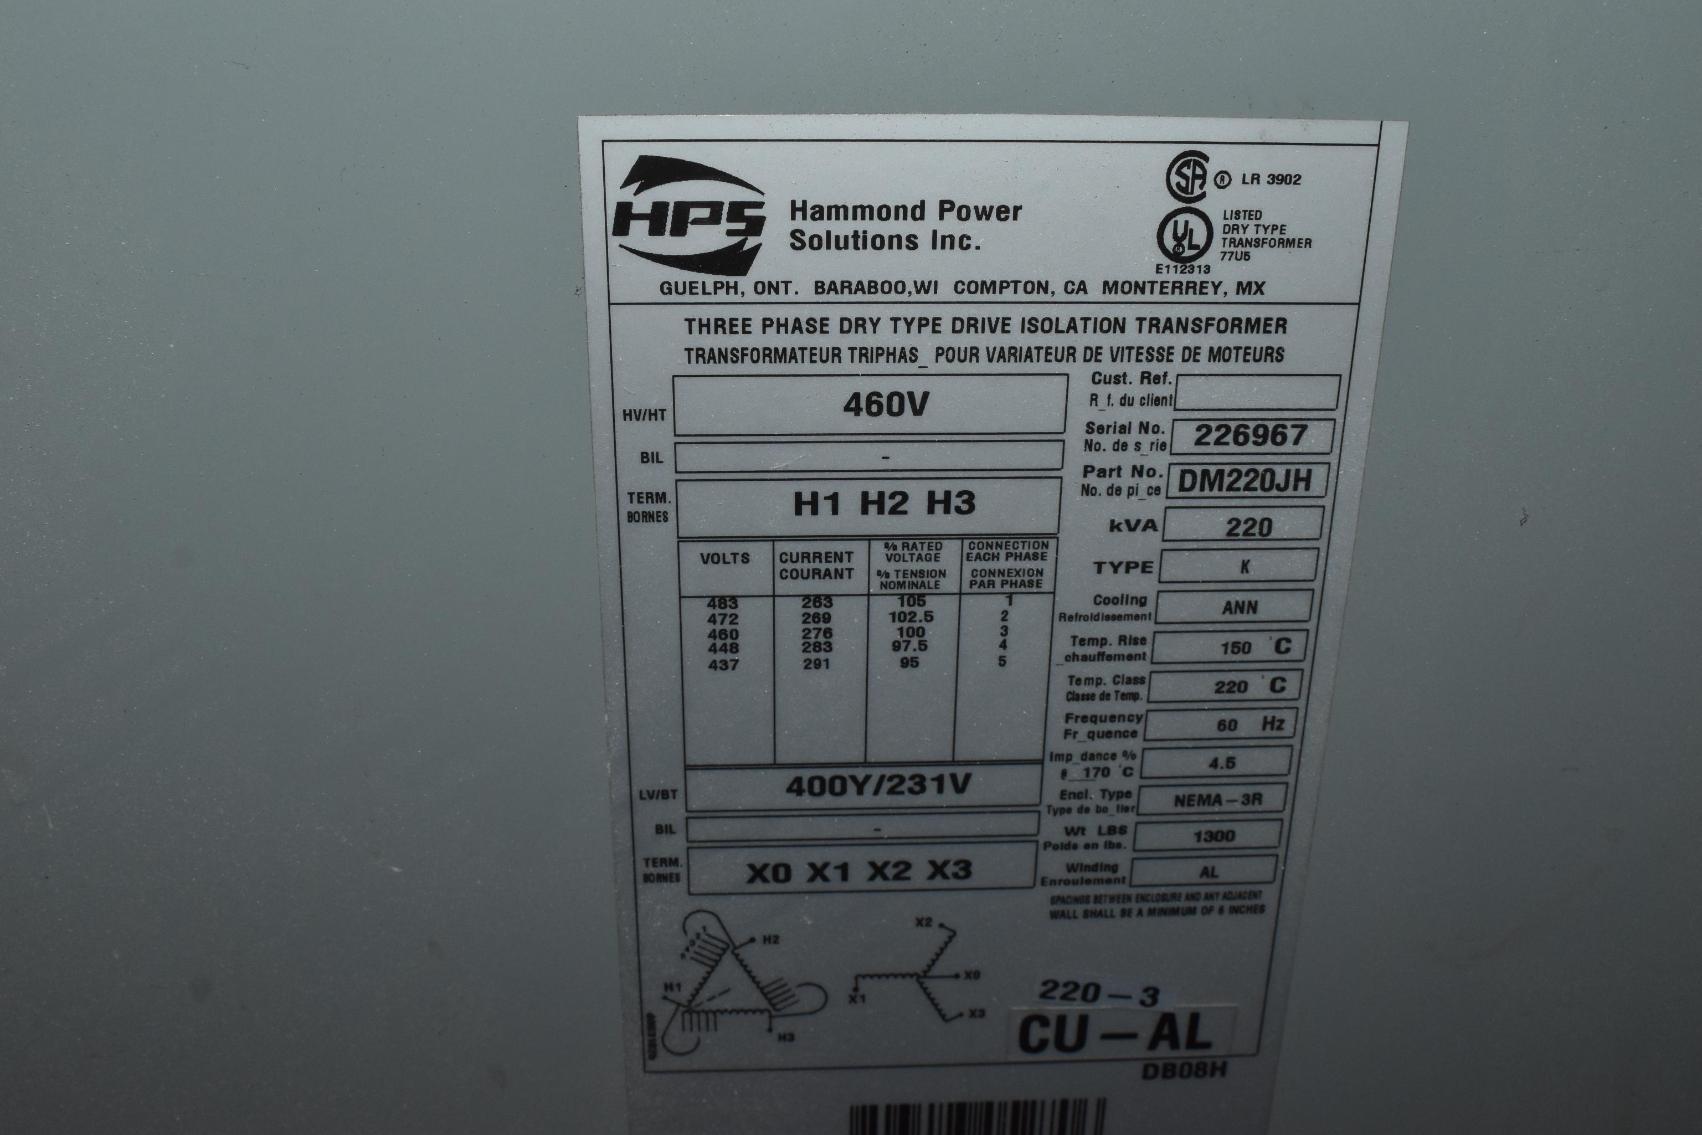 HPS
Hammond Power
Solutions Inc.
SA ® LR 3902
UL
LISTED
DRY TYPE
TRANSFORMER
77U5
E112313
GUELPH, ONT. BARABOO,WI COMPTON, CA MONTERREY, MX
THREE PHASE DRY TYPE DRIVE ISOLATION TRANSFORMER
TRANSFORMATEUR TRIPHAS_ POUR VARIATEUR DE VITESSE DE MOTEURS
HV/HT 460V
BIL -
TERM.
BORNES
H1 H2 H3
VOLTS
CURRENT
COURANT
% RATED
VOLTAGE
% TENSION
NOMINALE
CONNECTION
EACH PHASE
CONNEXION
PAR PHASE
483 263 105 1
472 269 102.5 2
460 276 100 3
448 283 97.5 4
437 291 95 5
LV/BT 400Y/231V
BIL -
TERM.
BORNES
X0 X1 X2 X3
Cust. Ref.
R_f. du client
Serial No.
No. de s_rie
226967
Part No.
No. de pi_ce
DM220JH
kVA 220
TYPE K
Cooling
Refroidissement
ANN
Temp. Rise
_chauffement
150 °C
Temp. Class
Classe de Temp.
220 °C
Frequency
Fr_quence
60 Hz
Imp_dance %
170 °C
4.5
Encl. Type
Type de bo_tier
NEMA-3R
Wt LBS
Poids en lbs.
1300
Winding
Enroulement
AL
SPACINGS BETWEEN ENCLOSURE AND ANY ADJACENT
WALL SHALL BE A MINIMUM OF 6 INCHES
H2
H1
H3
X2
X0
X1
X3
220-3
CU-AL
DB08H